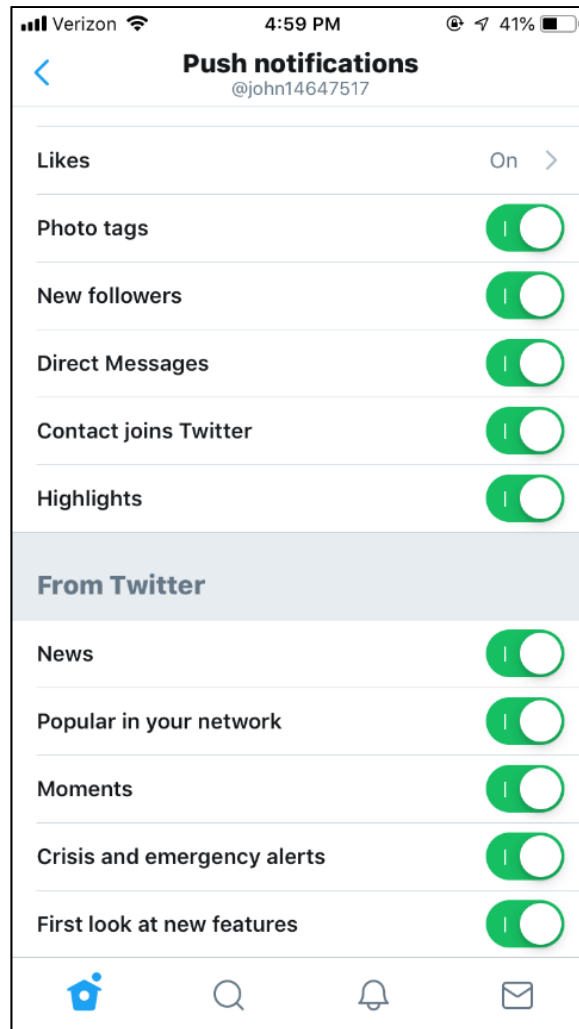 Verizon 4:59 PM 41%
Push notifications
@john14647517
Likes On
Photo tags
New followers
Direct Messages
Contact joins Twitter
Highlights
From Twitter
News
Popular in your network
Moments
Crisis and emergency alerts
First look at new features